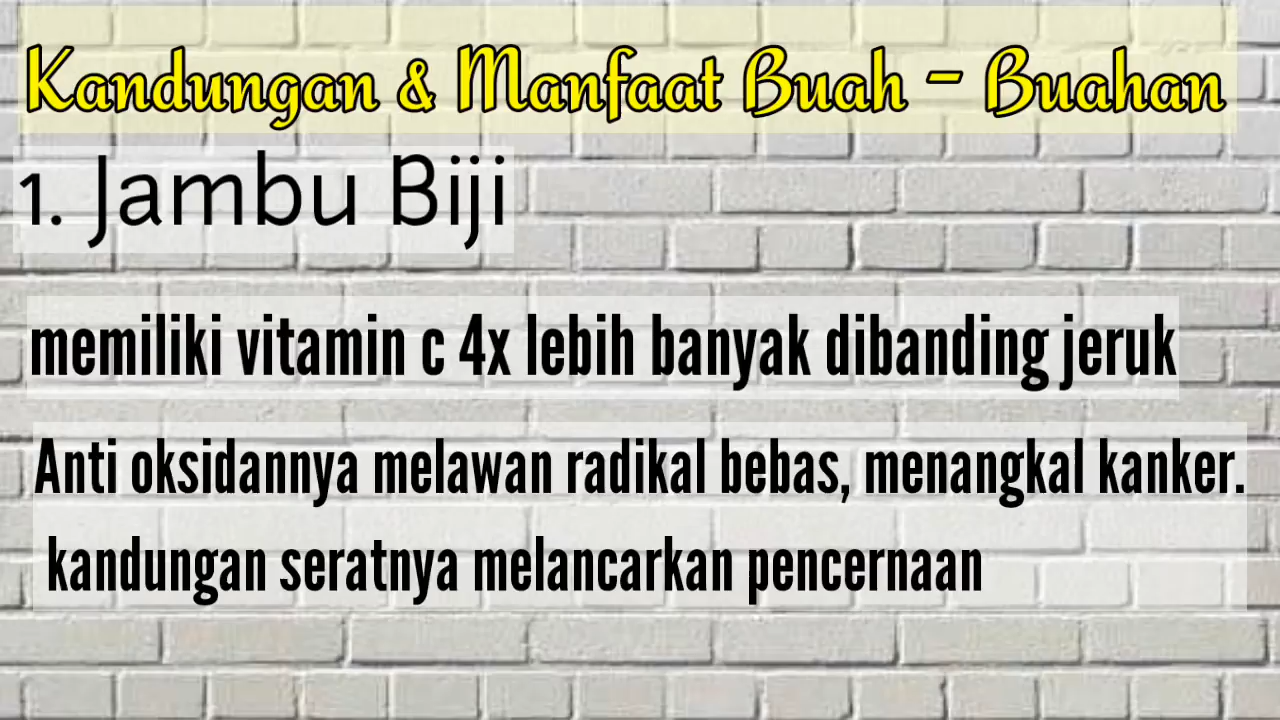 Kandungan & Manfaat Buah - Buahan
1. Jambu Biji
memiliki vitamin c 4x lebih banyak dibanding jeruk
Anti oksidannya melawan radikal bebas, menangkal kanker.
kandungan seratnya melancarkan pencernaan